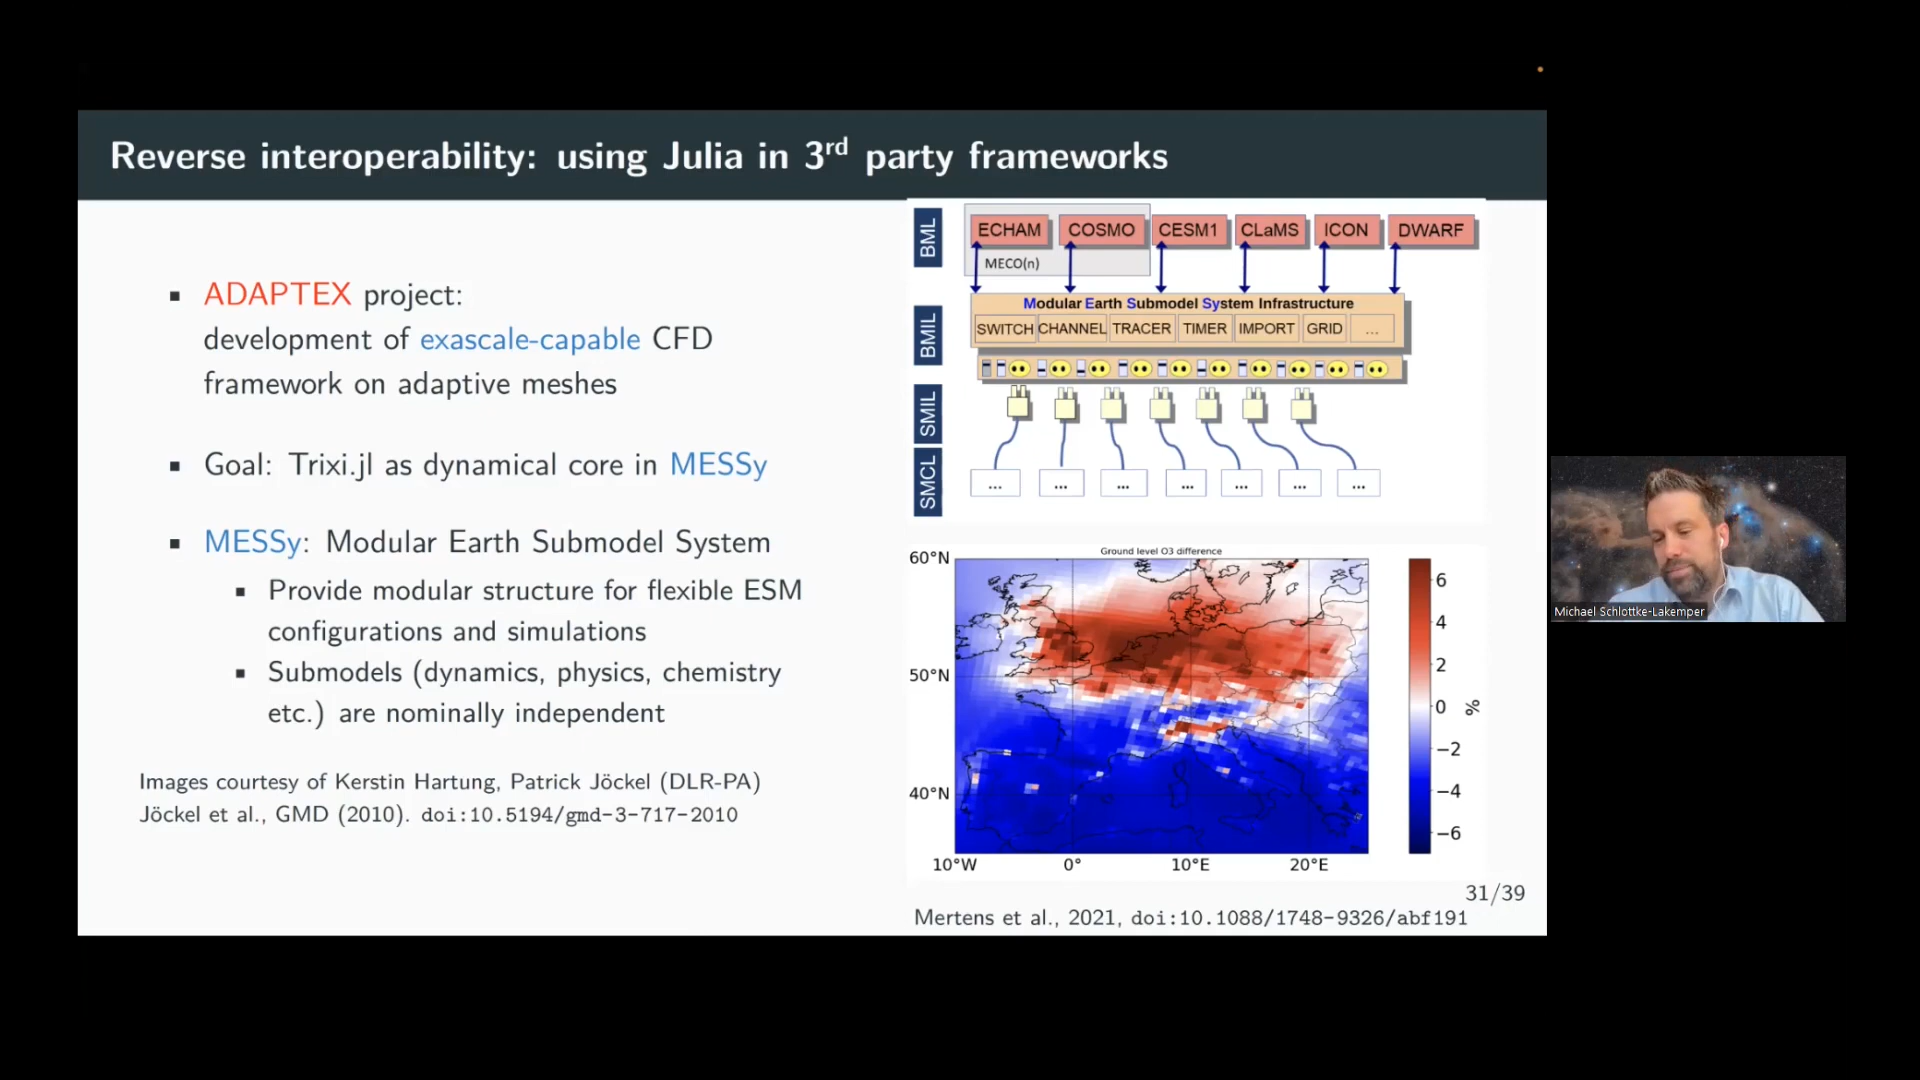 Reverse interoperability: using Julia in 3rd party frameworks
▪ ADAPTEX project:
development of exascale-capable CFD
framework on adaptive meshes
▪ Goal: Trixi.jl as dynamical core in MESSy
▪ MESSy: Modular Earth Submodel System
▪ Provide modular structure for flexible ESM
configurations and simulations
▪ Submodels (dynamics, physics, chemistry
etc.) are nominally independent
Images courtesy of Kerstin Hartung, Patrick Jöckel (DLR-PA)
Jöckel et al., GMD (2010). doi:10.5194/gmd-3-717-2010
BML
ECHAM COSMO CESM1 CLaMS ICON DWARF
MECO(n)
BMIL
Modular Earth Submodel System Infrastructure
SWITCH CHANNEL TRACER TIMER IMPORT GRID ...
SMIL
SMCL
... ... ... ... ... ... ...
Ground level O3 difference
60°N
50°N
40°N
10°W 0° 10°E 20°E
6
4
2
0
−2
−4
−6
%
31/39
Mertens et al., 2021, doi:10.1088/1748-9326/abf191
Michael Schlottke-Lakemper